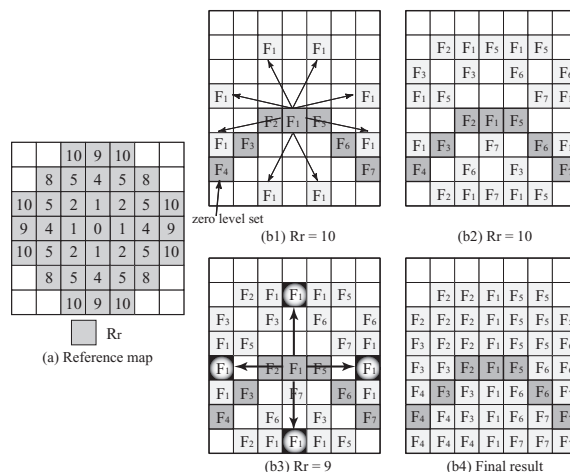 10 9 10
8 5 4 5 8
10 5 2 1 2 5 10
9 4 1 0 1 4 9
10 5 2 1 2 5 10
8 5 4 5 8
10 9 10
Rr
(a) Reference map
F1 F1
F1 F1
F2 F1 F5
F1 F3 F6 F1
F4 F7
F1 F1
zero level set
(b1) Rr = 10
F2 F1 F5 F1 F5
F3 F3 F6 F6
F1 F5 F7 F1
F2 F1 F5
F1 F3 F7 F6 F1
F4 F6 F3 F7
F2 F1 F7 F1 F5
(b2) Rr = 10
F2 F1 F1 F1 F5
F3 F3 F6 F6
F1 F5 F7 F1
F1 F2 F1 F5 F1
F1 F3 F7 F6 F1
F4 F6 F3 F7
F2 F1 F1 F1 F5
(b3) Rr = 9
F2 F2 F1 F5 F5
F3 F2 F2 F1 F5 F5 F6
F3 F2 F2 F1 F5 F5 F6
F3 F2 F2 F1 F5 F5 F6
F4 F3 F3 F1 F6 F6
F4 F4 F3 F1 F6 F7
F4 F4 F4 F1 F7 F7
(b4) Final result